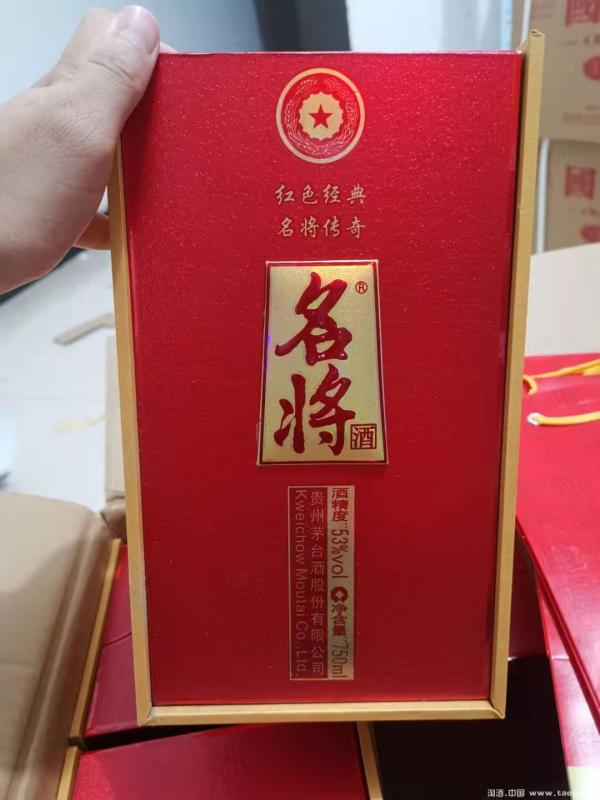 红色经典
名将传奇
名将®
酒
酒精度:53%vol 净含量:750ml
贵州茅台酒股份有限公司
Kweichow Moutai Co.,Ltd.
國
國
淘酒.中国 www.tao